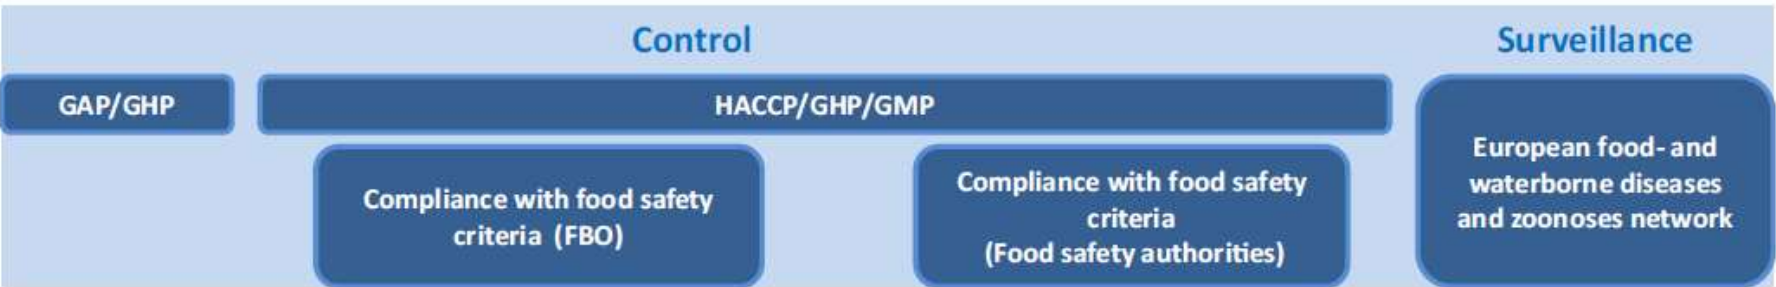 Control
Surveillance
GAP/GHP
HACCP/GHP/GMP
Compliance with food safety
criteria (FBO)
Compliance with food safety
criteria
(Food safety authorities)
European food- and
waterborne diseases
and zoonoses network